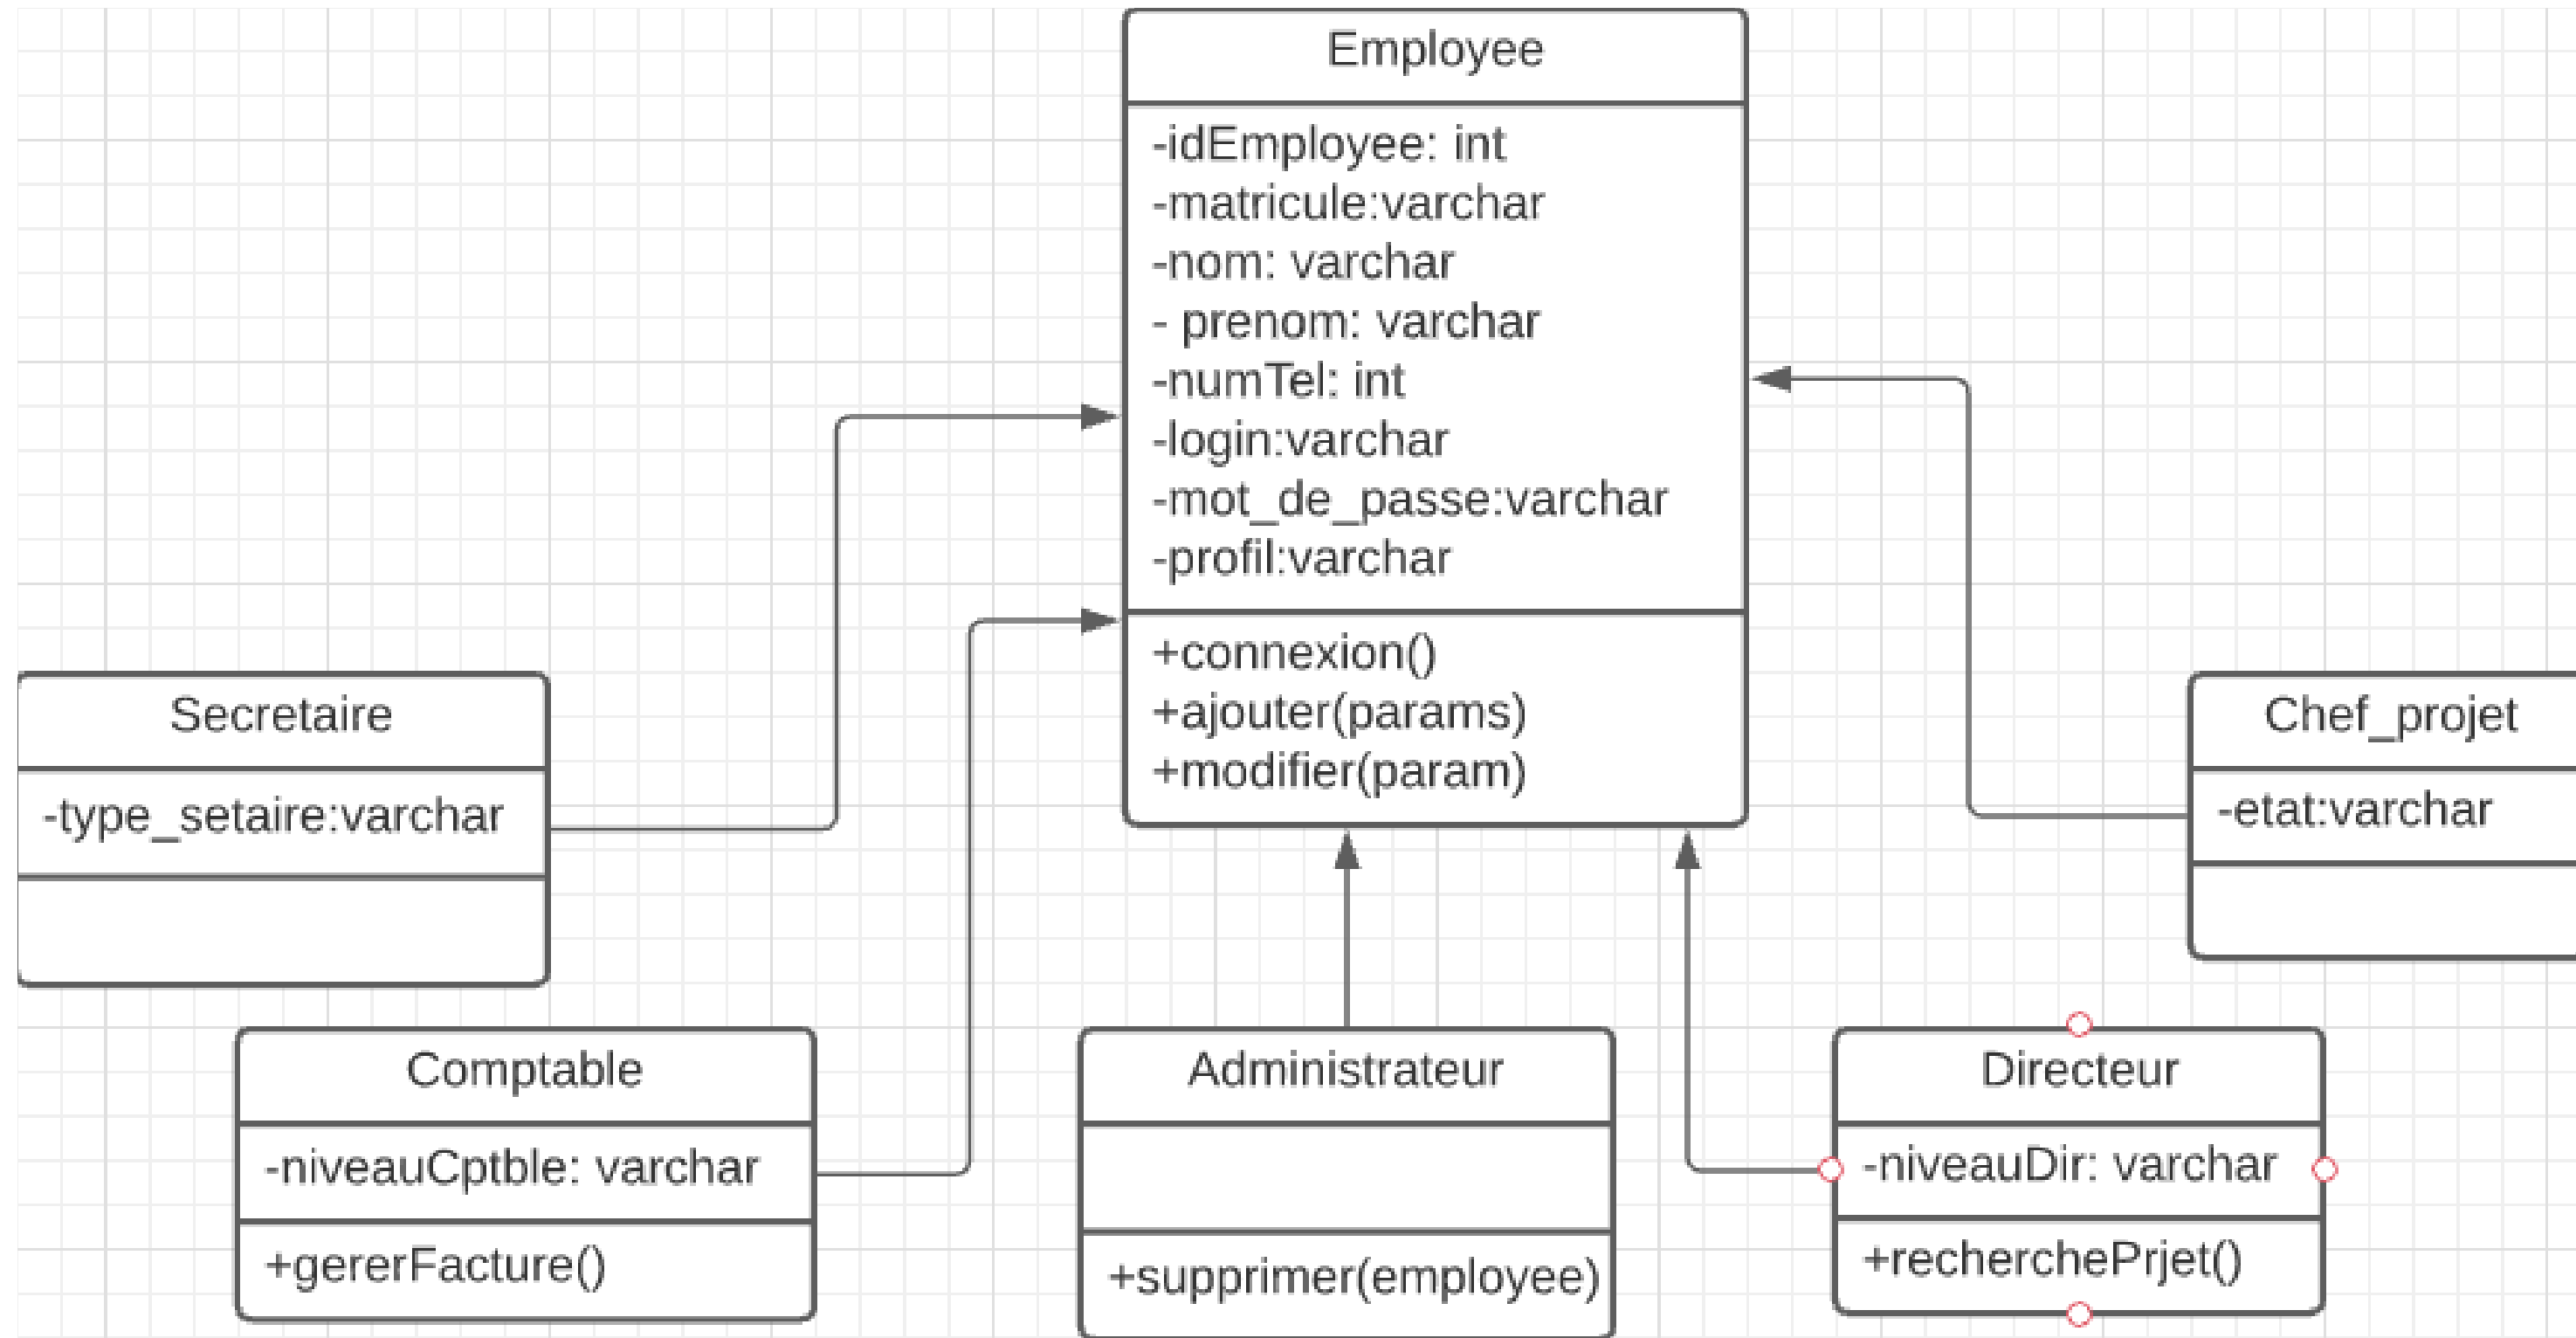 Employee
-idEmployee: int
-matricule:varchar
-nom: varchar
- prenom: varchar
-numTel: int
-login:varchar
-mot_de_passe:varchar
-profil:varchar
+connexion()
+ajouter(params)
+modifier(param)
Secretaire
-type_setaire:varchar
Chef_projet
-etat:varchar
Comptable
-niveauCptble: varchar
+gererFacture()
Administrateur
+supprimer(employee)
Directeur
-niveauDir: varchar
+recherchePrjet()